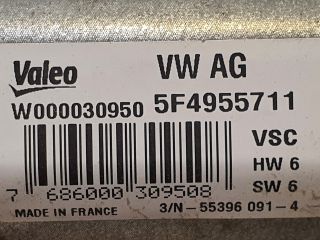 Valeo VW AG
W000030950 5F4955711
VSC
HW 6
7 686000 309508 SW 6
MADE IN FRANCE 3/N-55396 091-4